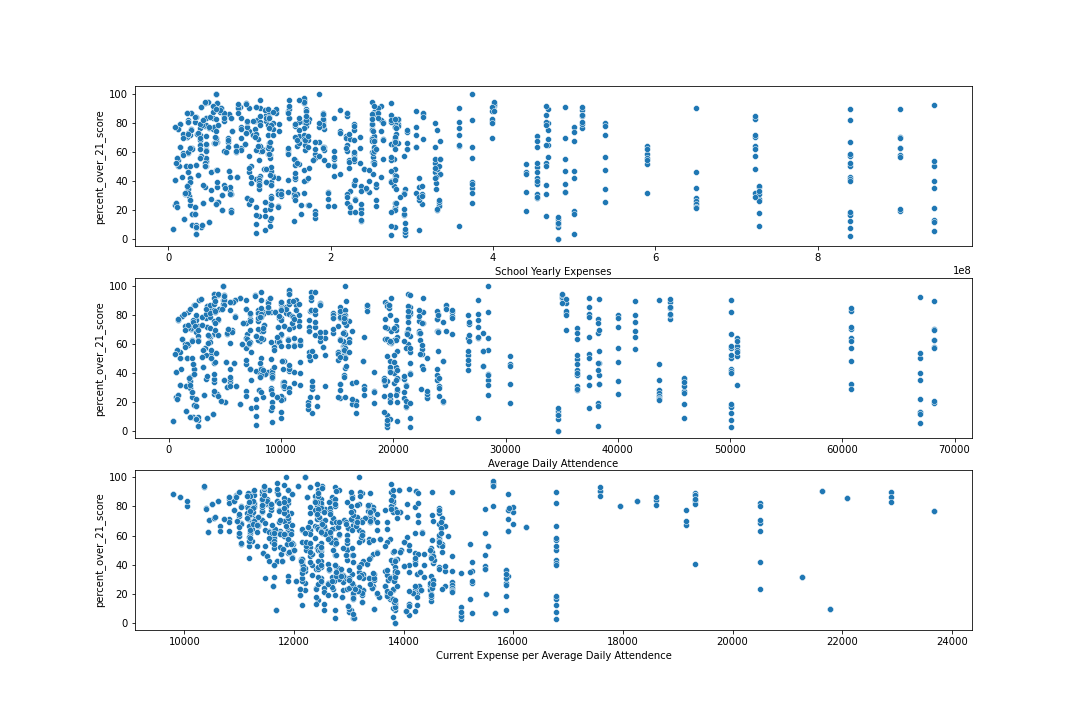 100
80
60
40
20
0
percent_over_21_score
0 2 4 6 8
1e8
School Yearly Expenses
100
80
60
40
20
0
percent_over_21_score
0 10000 20000 30000 40000 50000 60000 70000
Average Daily Attendence
100
80
60
40
20
0
percent_over_21_score
10000 12000 14000 16000 18000 20000 22000 24000
Current Expense per Average Daily Attendence